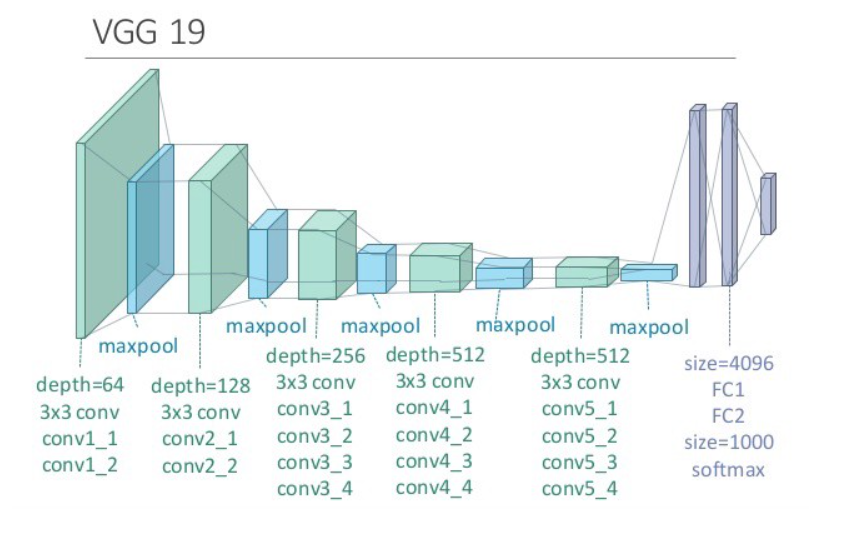 VGG 19
maxpool
depth=64
3x3 conv
conv1_1
conv1_2
depth=128
3x3 conv
conv2_1
conv2_2
maxpool
depth=256
3x3 conv
conv3_1
conv3_2
conv3_3
conv3_4
maxpool
depth=512
3x3 conv
conv4_1
conv4_2
conv4_3
conv4_4
maxpool
depth=512
3x3 conv
conv5_1
conv5_2
conv5_3
conv5_4
maxpool
size=4096
FC1
FC2
size=1000
softmax